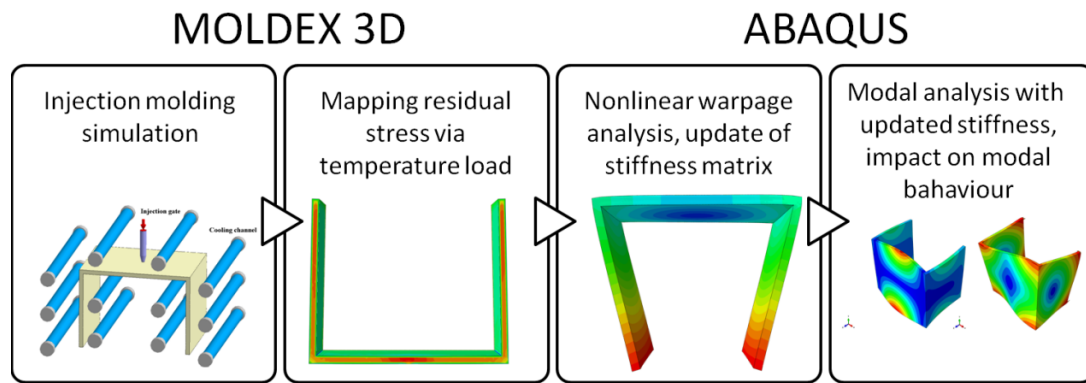 MOLDEX 3D
ABAQUS
Injection molding
simulation
Injection gate
Cooling channel
Mapping residual
stress via
temperature load
Nonlinear warpage
analysis, update of
stiffness matrix
Modal analysis with
updated stiffness,
impact on modal
bahaviour